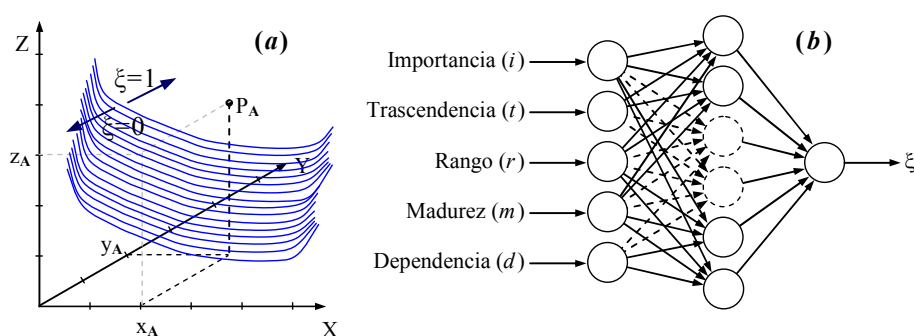 Z
(a)
ξ=1
ξ=0
P_A
z_A
Y
y_A
x_A
X
(b)
Importancia (i)
Trascendencia (t)
Rango (r)
Madurez (m)
Dependencia (d)
ξ